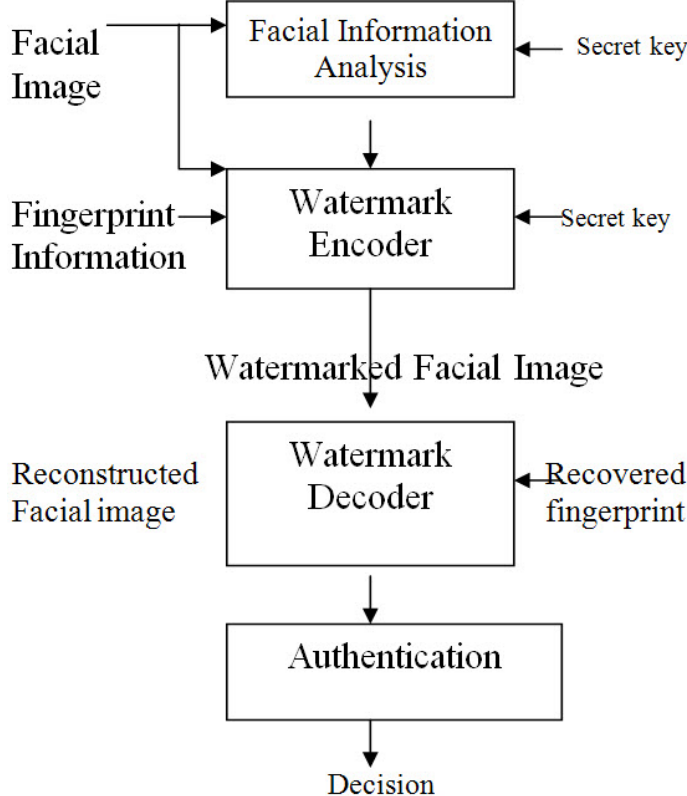 Facial Image
Facial Information
Analysis
Secret key
Fingerprint
Information
Watermark
Encoder
Secret key
Watermarked Facial Image
Reconstructed
Facial image
Watermark
Decoder
Recovered
fingerprint
Authentication
Decision